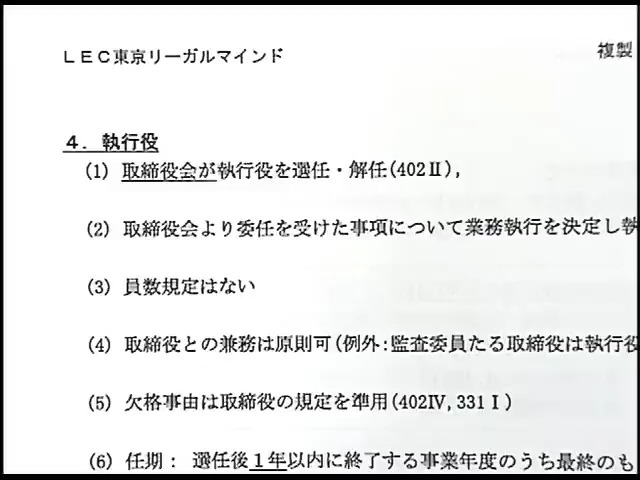 LEC東京リーガルマインド
複製
4. 執行役
(1) 取締役会が執行役を選任・解任(402Ⅱ),
(2) 取締役会より委任を受けた事項について業務執行を決定し執
(3) 員数規定はない
(4) 取締役との兼務は原則可(例外:監査委員たる取締役は執行役
(5) 欠格事由は取締役の規定を準用(402Ⅳ, 331Ⅰ)
(6) 任期: 選任後1年以内に終了する事業年度のうち最終のも